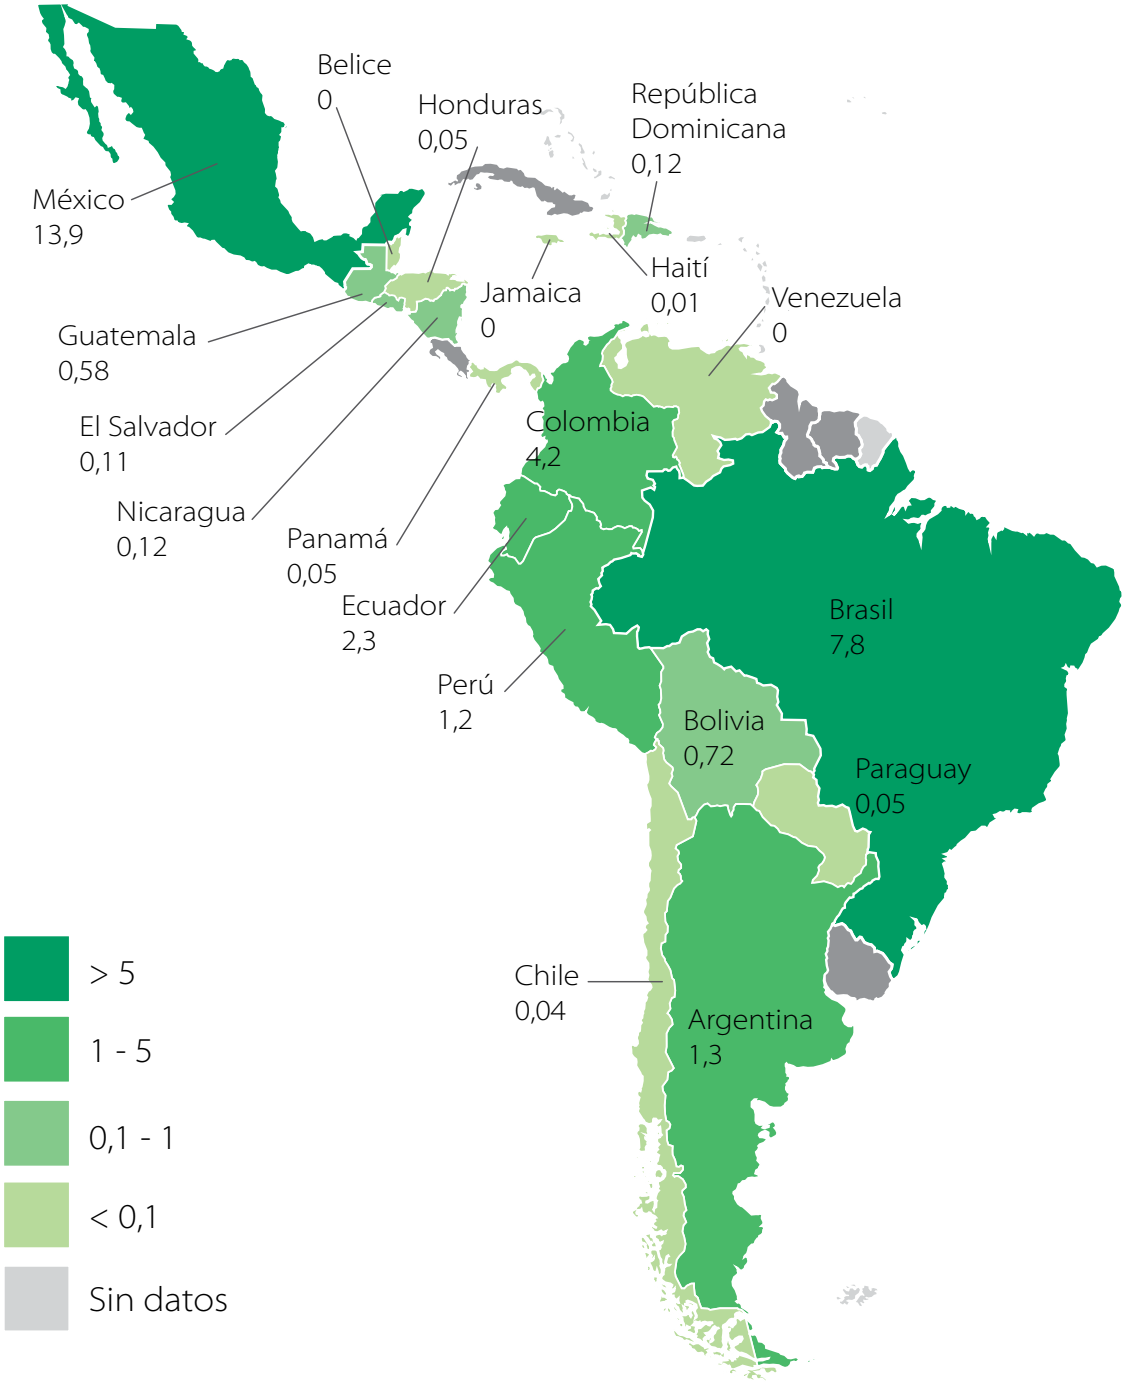 Belice
0
Honduras
0,05
República
Dominicana
0,12
México
13,9
Haití
0,01
Jamaica
0
Venezuela
0
Guatemala
0,58
El Salvador
0,11
Colombia
4,2
Nicaragua
0,12
Panamá
0,05
Ecuador
2,3
Brasil
7,8
Perú
1,2
Bolivia
0,72
Paraguay
0,05
Chile
0,04
Argentina
1,3
> 5
1 - 5
0,1 - 1
< 0,1
Sin datos